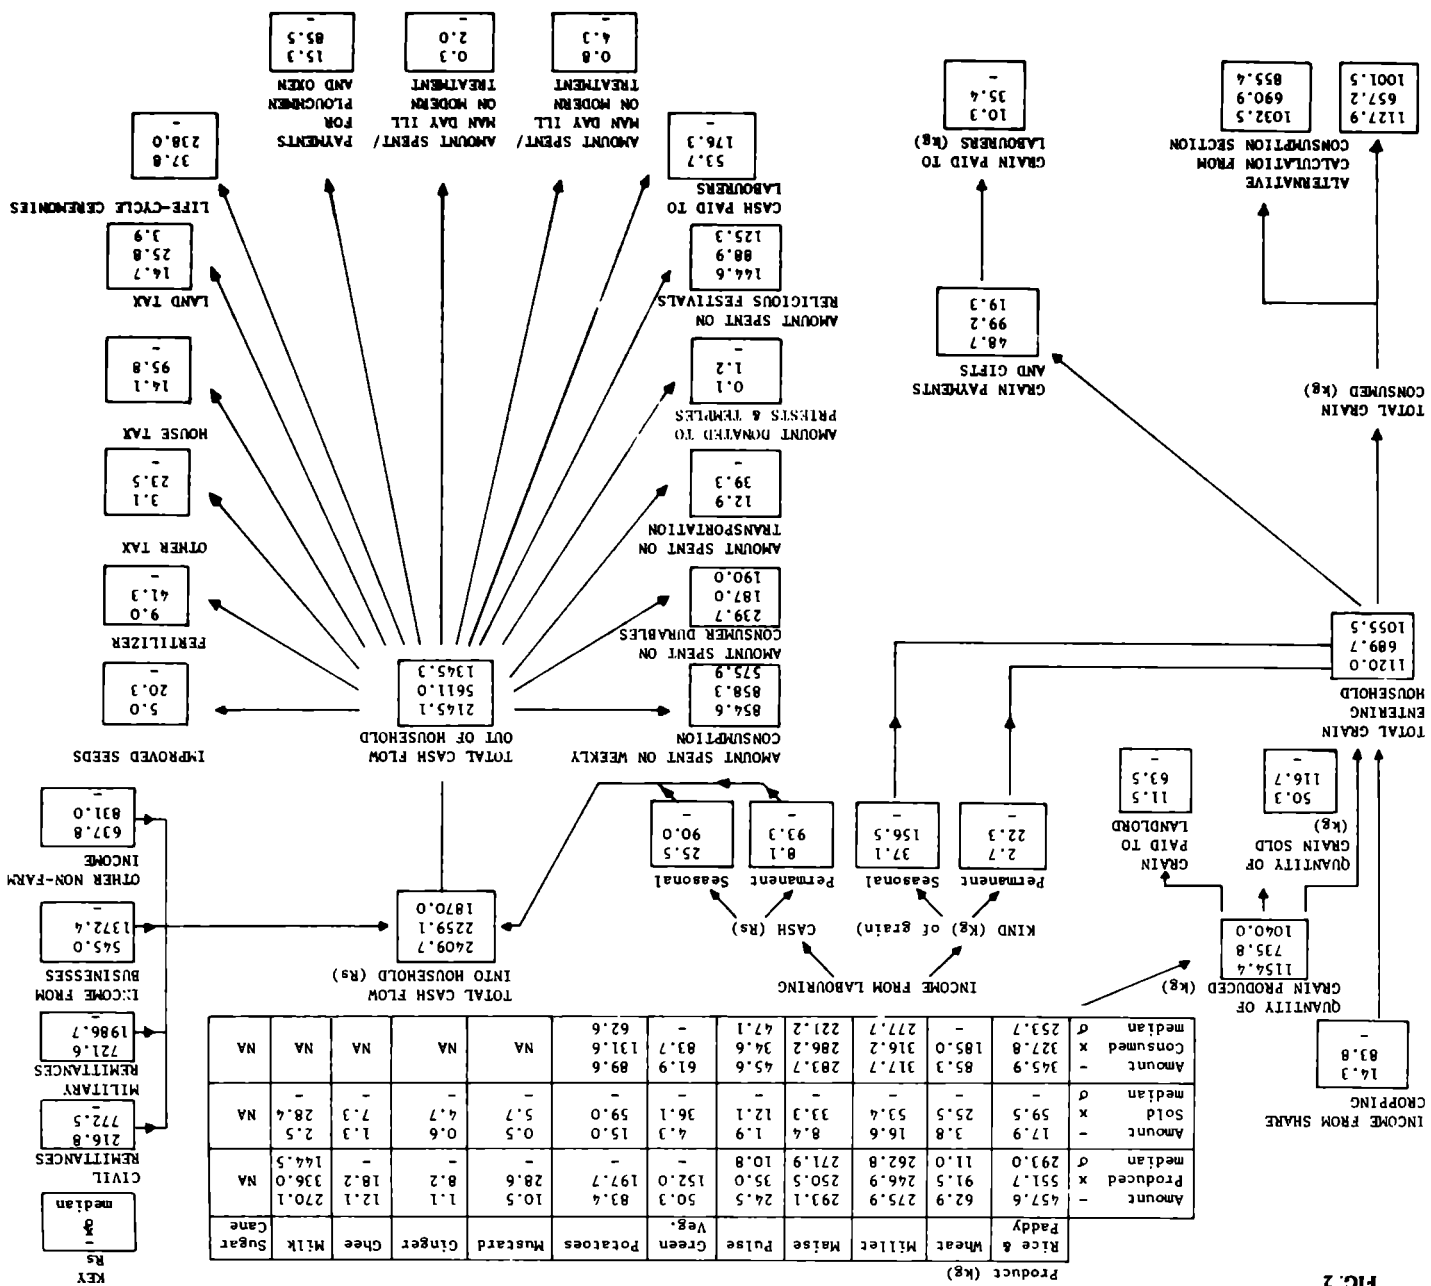 FIG. 2
Product (kg)
Rice & Paddy Wheat Millet Maise Pulse Green Veg. Potatoes Mustard Ginger Ghee Milk Sugar Cane
Amount - 457.6 62.9 275.9 293.1 24.5 50.3 83.4 10.5 1.1 12.1 270.1
Produced x 551.7 91.5 246.9 250.5 35.0 152.0 197.7 28.6 8.2 18.2 336.0 NA
median σ 293.0 11.0 262.8 271.9 10.8 - - - - - 144.5
Amount - 17.9 3.8 16.6 8.4 1.9 4.3 15.0 0.5 0.6 1.3 2.5
Sold x 59.5 25.5 53.4 33.3 12.1 36.1 59.0 5.7 4.7 7.3 28.4 NA
median σ - - - - - - - - - - -
Amount - 345.9 85.3 317.7 283.7 45.6 61.9 89.6
Consumed x 327.8 185.0 316.2 286.2 34.6 83.7 131.6 NA NA NA NA NA
median σ 253.7 - 277.7 221.2 47.1 - 62.6
KEY
Rs
-
x
median
INCOME FROM SHARE
CROPPING
14.3
83.8
-
QUANTITY OF
GRAIN PRODUCED (kg)
1154.4
735.8
1040.0
INCOME FROM LABOURING
KIND (Kg) of grain)
CASH (Rs)
Permanent
2.7
22.3
-
Seasonal
37.1
156.5
-
Permanent
8.1
93.3
-
Seasonal
25.5
90.0
-
TOTAL CASH FLOW
INTO HOUSEHOLD (Rs)
2409.7
2259.1
1870.0
CIVIL
REMITTANCES
216.8
772.5
-
MILITARY
REMITTANCES
721.6
1986.7
-
INCOME FROM
BUSINESSES
545.0
1372.4
-
OTHER NON-FARM
INCOME
637.8
831.0
-
QUANTITY OF
GRAIN SOLD
(kg)
50.3
116.7
-
GRAIN
PAID TO
LANDLORD
11.5
63.5
-
TOTAL GRAIN
ENTERING
HOUSEHOLD
1120.0
689.7
1055.5
TOTAL CASH FLOW
OUT OF HOUSEHOLD
2145.1
5611.0
1345.3
AMOUNT SPENT ON WEEKLY
CONSUMPTION
854.6
858.3
575.9
AMOUNT SPENT ON
CONSUMER DURABLES
239.7
187.0
190.0
AMOUNT SPENT ON
TRANSPORTATION
12.9
39.3
-
AMOUNT DONATED TO
PRIESTS & TEMPLES
0.1
1.2
-
AMOUNT SPENT ON
RELIGIOUS FESTIVALS
144.6
88.9
125.3
CASH PAID TO
LABOURERS
53.7
176.3
-
IMPROVED SEEDS
5.0
20.3
-
FERTILIZER
9.0
41.3
-
OTHER TAX
3.1
23.5
-
HOUSE TAX
14.1
95.8
-
LAND TAX
14.7
25.8
3.9
LIFE-CYCLE CEREMONIES
37.8
238.0
-
TOTAL GRAIN
CONSUMED (kg)
GRAIN PAYMENTS
AND GIFTS
48.7
99.2
19.3
1127.9
657.2
1001.5
ALTERNATIVE
CALCULATION FROM
CONSUMPTION SECTION
1032.5
690.9
855.4
GRAIN PAID TO
LABOURERS (kg)
10.3
35.4
-
AMOUNT SPENT/
MAN DAY ILL
ON MODERN
TREATMENT
0.8
4.3
-
AMOUNT SPENT/
MAN DAY ILL
ON MODERN
TREATMENT
0.3
2.0
-
PAYMENTS
FOR
PLOUGHMEN
AND OXEN
15.3
85.5
-